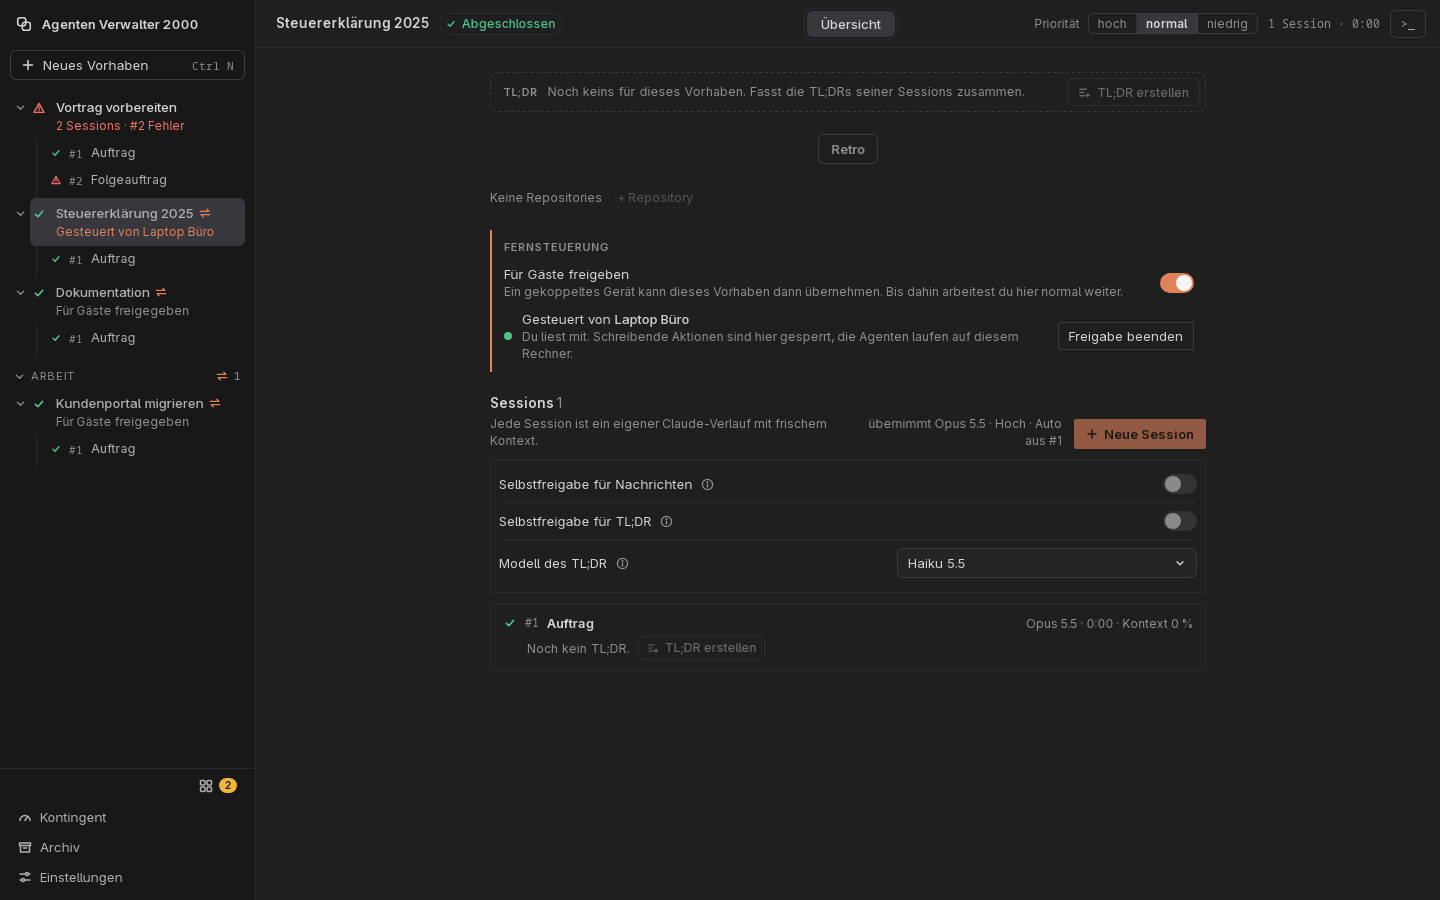 Agenten Verwalter 2000
Neues Vorhaben Ctrl N
Vortrag vorbereiten
2 Sessions · #2 Fehler
#1 Auftrag
#2 Folgeauftrag
Steuererklärung 2025
Gesteuert von Laptop Büro
#1 Auftrag
Dokumentation
Für Gäste freigegeben
#1 Auftrag
ARBEIT 1
Kundenportal migrieren
Für Gäste freigegeben
#1 Auftrag
2
Kontingent
Archiv
Einstellungen
Steuererklärung 2025 Abgeschlossen Übersicht Priorität hoch normal niedrig 1 Session · 0:00 >_
TL;DR Noch keins für dieses Vorhaben. Fasst die TL;DRs seiner Sessions zusammen. TL;DR erstellen
Retro
Keine Repositories + Repository
FERNSTEUERUNG
Für Gäste freigeben
Ein gekoppeltes Gerät kann dieses Vorhaben dann übernehmen. Bis dahin arbeitest du hier normal weiter.
Gesteuert von Laptop Büro
Du liest mit. Schreibende Aktionen sind hier gesperrt, die Agenten laufen auf diesem
Rechner.
Freigabe beenden
Sessions 1
Jede Session ist ein eigener Claude-Verlauf mit frischem
Kontext.
übernimmt Opus 5.5 · Hoch · Auto
aus #1
Neue Session
Selbstfreigabe für Nachrichten
Selbstfreigabe für TL;DR
Modell des TL;DR Haiku 5.5
#1 Auftrag Opus 5.5 · 0:00 · Kontext 0 %
Noch kein TL;DR. TL;DR erstellen